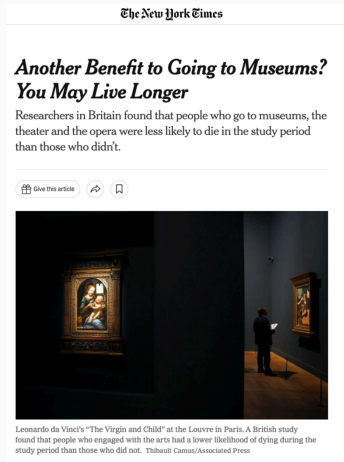 The New York Times
Another Benefit to Going to Museums?
You May Live Longer
Researchers in Britain found that people who go to museums, the
theater and the opera were less likely to die in the study period
than those who didn't.
Give this article
Leonardo da Vinci's “The Virgin and Child” at the Louvre in Paris. A British study
found that people who engaged with the arts had a lower likelihood of dying during the
study period than those who did not. Thibault Camus/Associated Press